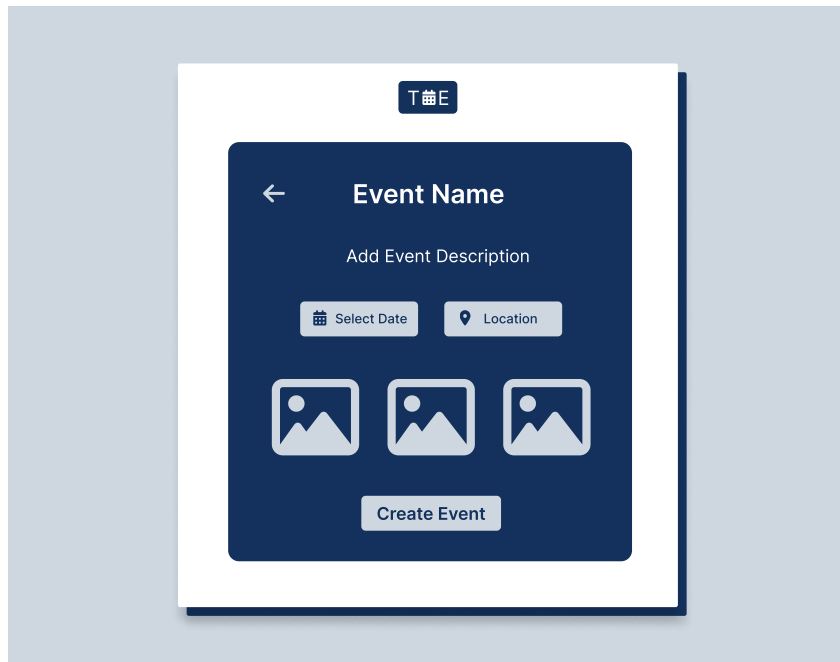 T E
Event Name
Add Event Description
Select Date
Location
Create Event